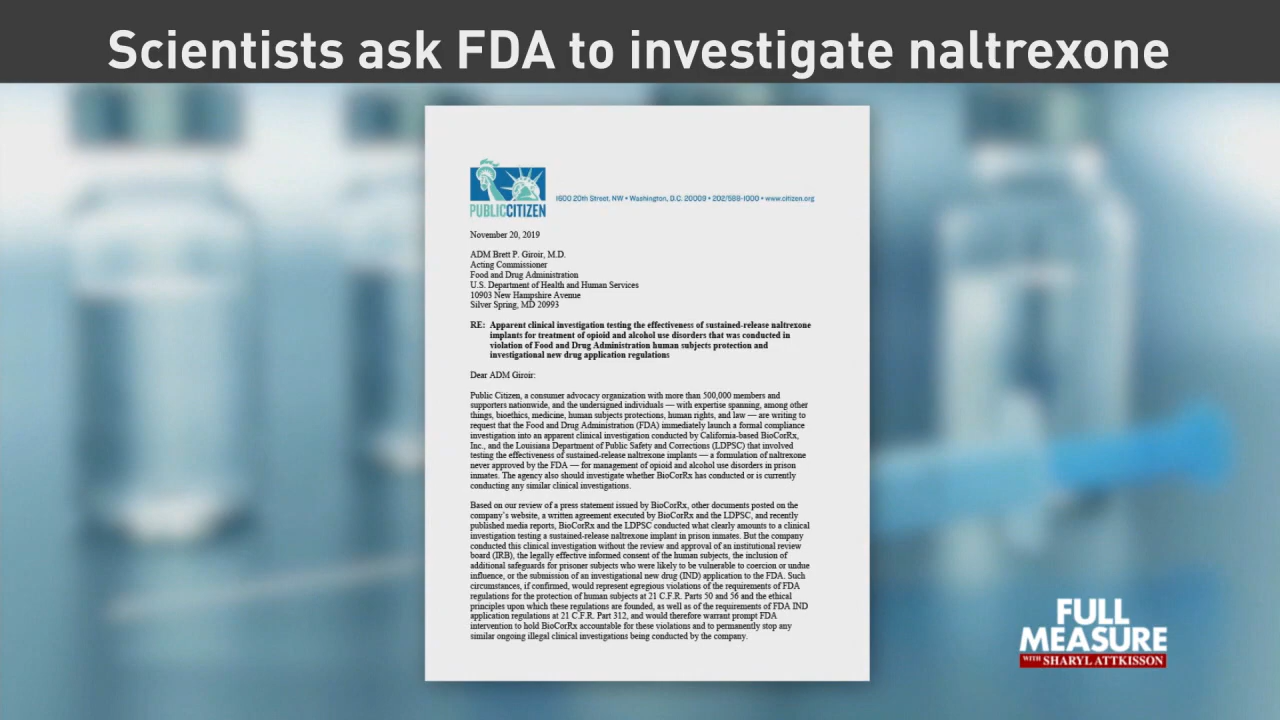 Scientists ask FDA to investigate naltrexone
PUBLICCITIZEN
1600 20th Street, NW • Washington, D.C. 20009 • 202/588-1000 • www.citizen.org
November 20, 2019
ADM Brett P. Giroir, M.D.
Acting Commissioner
Food and Drug Administration
U.S. Department of Health and Human Services
10903 New Hampshire Avenue
Silver Spring, MD 20993
RE: Apparent clinical investigation testing the effectiveness of sustained-release naltrexone
implants for treatment of opioid and alcohol use disorders that was conducted in
violation of Food and Drug Administration human subjects protection and
investigational new drug application regulations
Dear ADM Giroir:
Public Citizen, a consumer advocacy organization with more than 500,000 members and
supporters nationwide, and the undersigned individuals — with expertise spanning, among other
things, bioethics, medicine, human subjects protections, human rights, and law — are writing to
request that the Food and Drug Administration (FDA) immediately launch a formal compliance
investigation into an apparent clinical investigation conducted by California-based BioCorRx,
Inc., and the Louisiana Department of Public Safety and Corrections (LDPSC) that involved
testing the effectiveness of sustained-release naltrexone implants — a formulation of naltrexone
never approved by the FDA — for management of opioid and alcohol use disorders in prison
inmates. The agency also should investigate whether BioCorRx has conducted or is currently
conducting any similar clinical investigations.
Based on our review of a press statement issued by BioCorRx, other documents posted on the
company's website, a written agreement executed by BioCorRx and the LDPSC, and recently
published media reports, BioCorRx and the LDPSC conducted what clearly amounts to a clinical
investigation testing a sustained-release naltrexone implant in prison inmates. But the company
conducted this clinical investigation without the review and approval of an institutional review
board (IRB), the legally effective informed consent of the human subjects, the inclusion of
additional safeguards for prisoner subjects who were likely to be vulnerable to coercion or undue
influence, or the submission of an investigational new drug (IND) application to the FDA. Such
circumstances, if confirmed, would represent egregious violations of the requirements of FDA
regulations for the protection of human subjects at 21 C.F.R. Parts 50 and 56 and the ethical
principles upon which these regulations are founded, as well as of the requirements of FDA IND
application regulations at 21 C.F.R. Part 312, and would therefore warrant prompt FDA
intervention to hold BioCorRx accountable for these violations and to permanently stop any
similar ongoing illegal clinical investigations being conducted by the company.
FULL
MEASURE
WITH SHARYL ATTKISSON